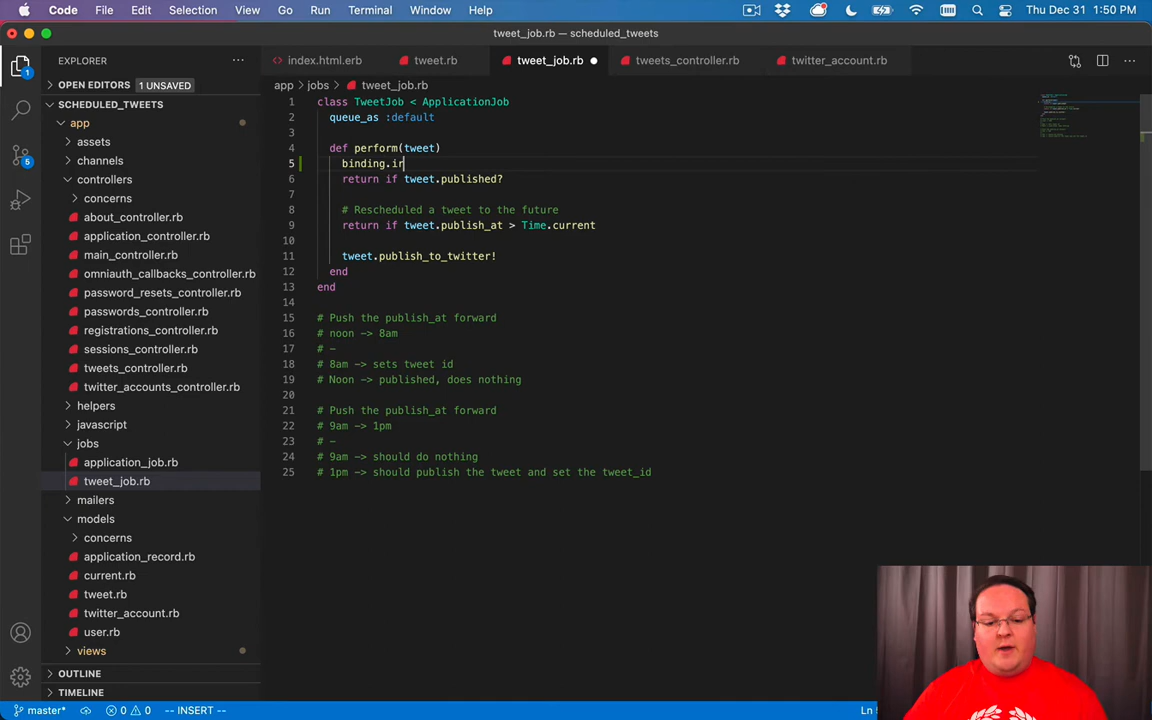 Code File Edit Selection View Go Run Terminal Window Help
Thu Dec 31 1:50 PM
tweet_job.rb — scheduled_tweets
EXPLORER
index.html.erb
tweet.rb
tweet_job.rb
tweets_controller.rb
twitter_account.rb
OPEN EDITORS 1 UNSAVED
app > jobs > tweet_job.rb
SCHEDULED_TWEETS
app
assets
channels
controllers
concerns
about_controller.rb
application_controller.rb
main_controller.rb
omniauth_callbacks_controller.rb
password_resets_controller.rb
passwords_controller.rb
registrations_controller.rb
sessions_controller.rb
tweets_controller.rb
twitter_accounts_controller.rb
helpers
javascript
jobs
application_job.rb
tweet_job.rb
mailers
models
concerns
application_record.rb
current.rb
tweet.rb
twitter_account.rb
user.rb
views
OUTLINE
TIMELINE
1
5
1 class TweetJob < ApplicationJob
2 queue_as :default
3
4 def perform(tweet)
5 binding.ir
6 return if tweet.published?
7
8 # Rescheduled a tweet to the future
9 return if tweet.publish_at > Time.current
10
11 tweet.publish_to_twitter!
12 end
13 end
14
15 # Push the publish_at forward
16 # noon -> 8am
17 # -
18 # 8am -> sets tweet id
19 # Noon -> published, does nothing
20
21 # Push the publish_at forward
22 # 9am -> 1pm
23 # -
24 # 9am -> should do nothing
25 # 1pm -> should publish the tweet and set the tweet_id
master* 0 0 -- INSERT --
Ln